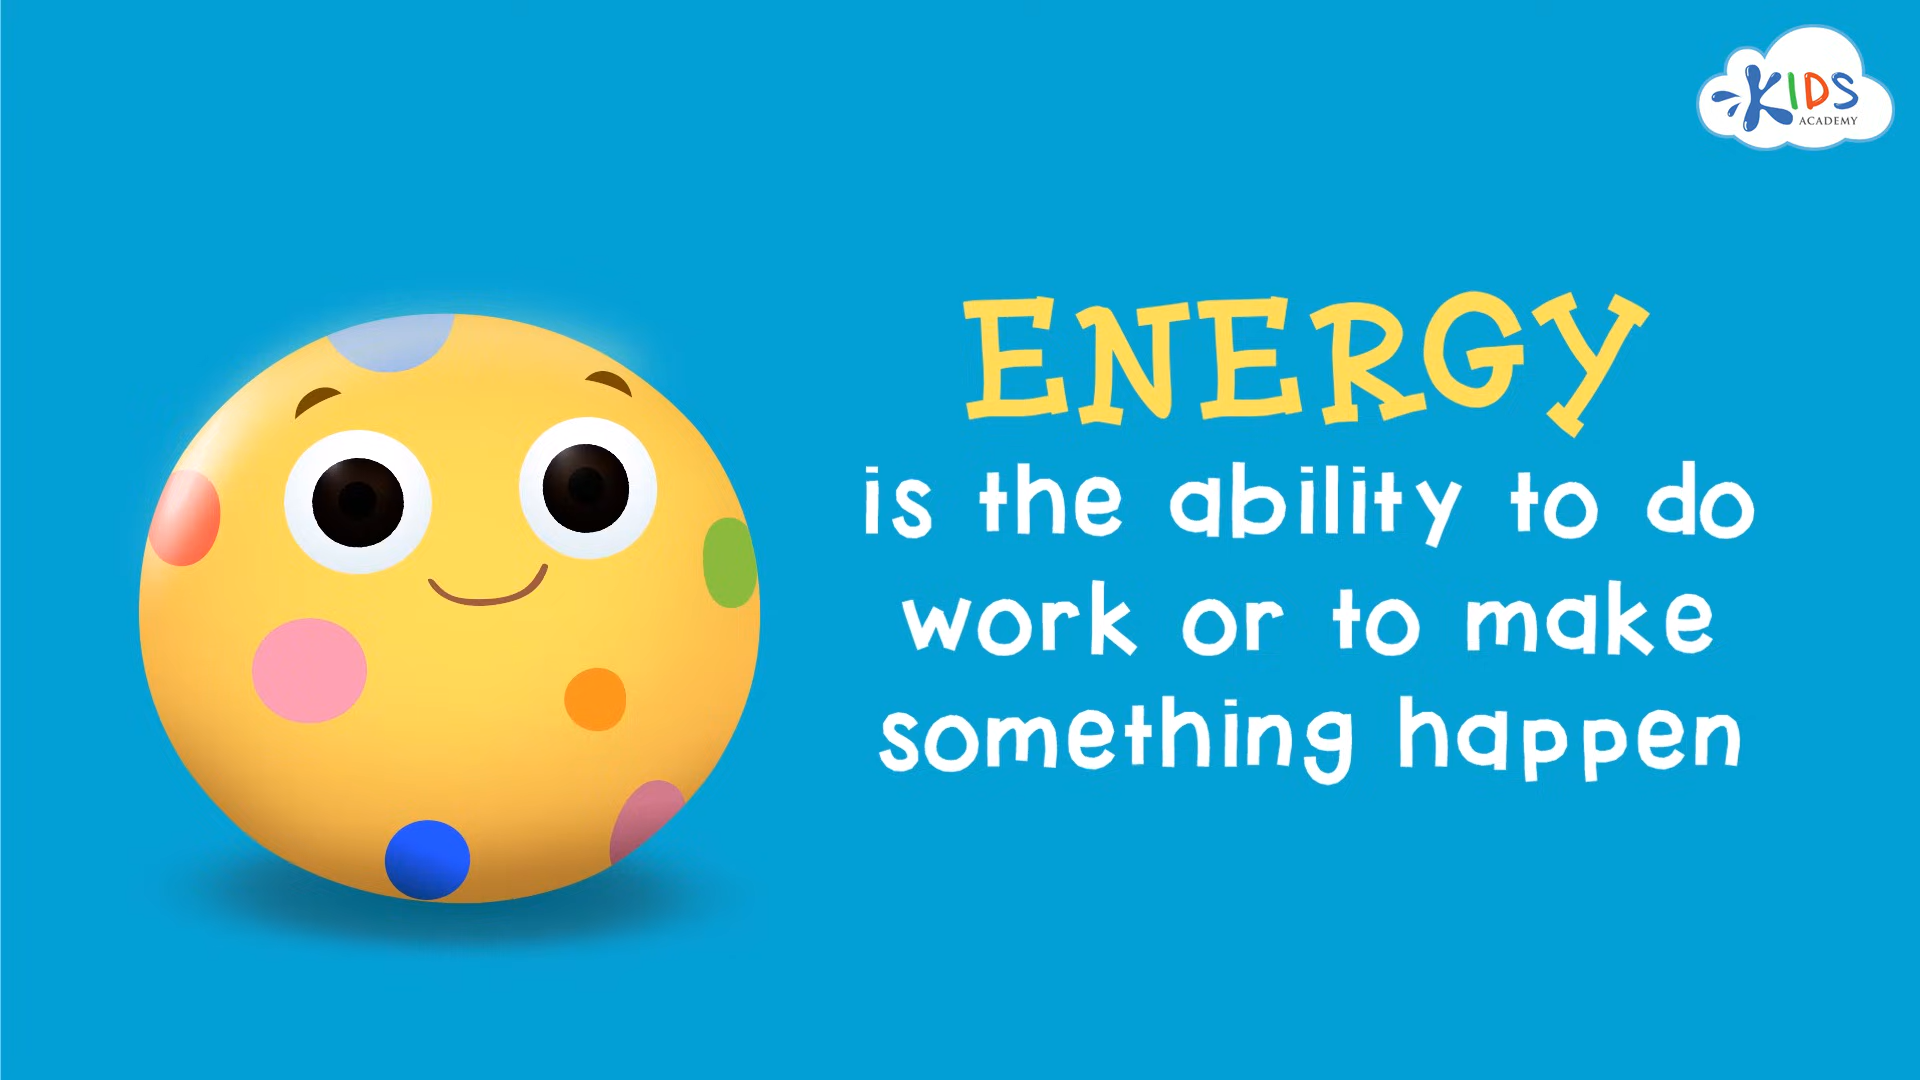 KIDS
ACADEMY
ENERGY
is the ability to do
work or to make
something happen